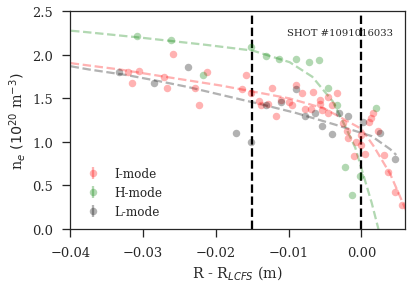 2.5
2.0
1.5
1.0
0.5
0.0
n_e (10^20 m^−3)
SHOT #1091016033
I-mode
H-mode
L-mode
−0.04 −0.03 −0.02 −0.01 0.00
R - R_LCFS (m)